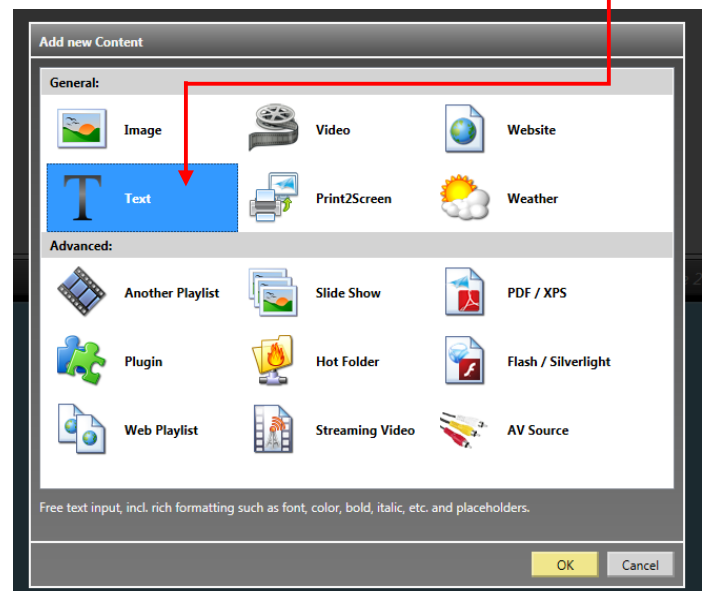 Add new Content
General:
Image Video Website
Text Print2Screen Weather
Advanced:
Another Playlist Slide Show PDF / XPS
Plugin Hot Folder Flash / Silverlight
Web Playlist Streaming Video AV Source
Free text input, incl. rich formatting such as font, color, bold, italic, etc. and placeholders.
OK Cancel